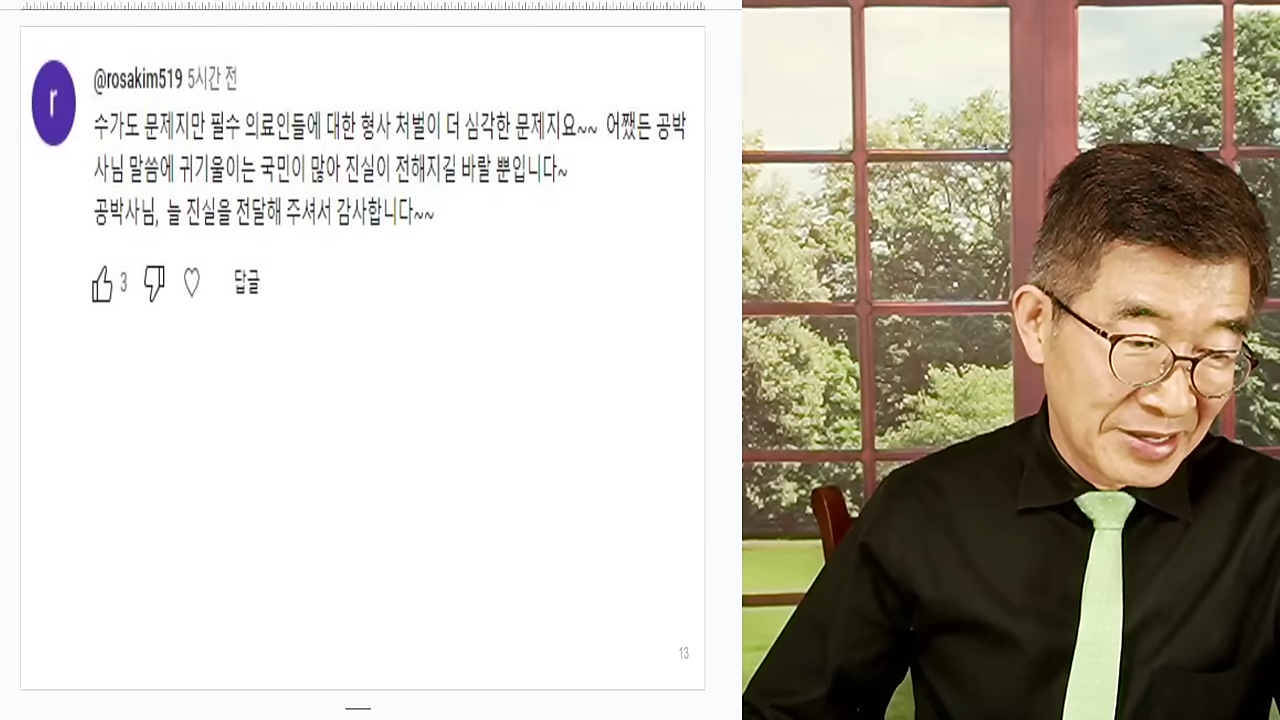 @rosakim519 5시간 전
수가도 문제지만 필수 의료인들에 대한 형사 처벌이 더 심각한 문제지요~~ 어쨌든 공박
사님 말씀에 귀기울이는 국민이 많아 진실이 전해지길 바랄 뿐입니다~
공박사님, 늘 진실을 전달해 주셔서 감사합니다~~
3 답글
r
13